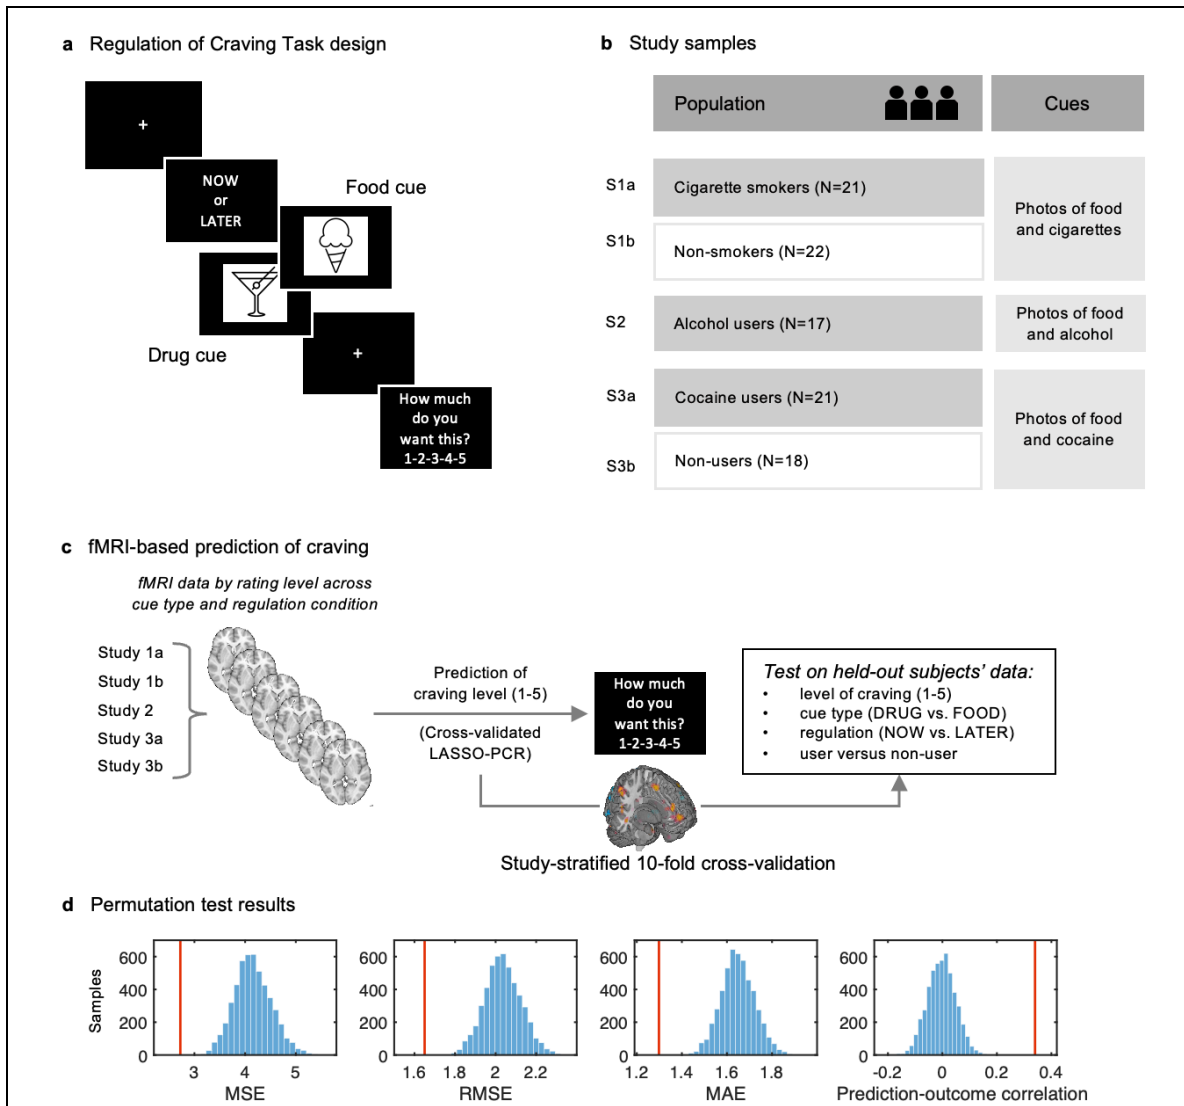 a Regulation of Craving Task design
+
NOW
or
LATER
Food cue
Drug cue
+
How much
do you
want this?
1-2-3-4-5
b Study samples
Population
Cues
S1a
Cigarette smokers (N=21)
S1b
Non-smokers (N=22)
Photos of food
and cigarettes
S2
Alcohol users (N=17)
Photos of food
and alcohol
S3a
Cocaine users (N=21)
S3b
Non-users (N=18)
Photos of food
and cocaine
c fMRI-based prediction of craving
fMRI data by rating level across
cue type and regulation condition
Study 1a
Study 1b
Study 2
Study 3a
Study 3b
Prediction of
craving level (1-5)
(Cross-validated
LASSO-PCR)
How much
do you
want this?
1-2-3-4-5
Test on held-out subjects' data:
• level of craving (1-5)
• cue type (DRUG vs. FOOD)
• regulation (NOW vs. LATER)
• user versus non-user
Study-stratified 10-fold cross-validation
d Permutation test results
Samples
600
400
200
0
3 4 5
MSE
600
400
200
0
1.6 1.8 2 2.2
RMSE
600
400
200
0
1.2 1.4 1.6 1.8
MAE
600
400
200
0
-0.2 0 0.2 0.4
Prediction-outcome correlation